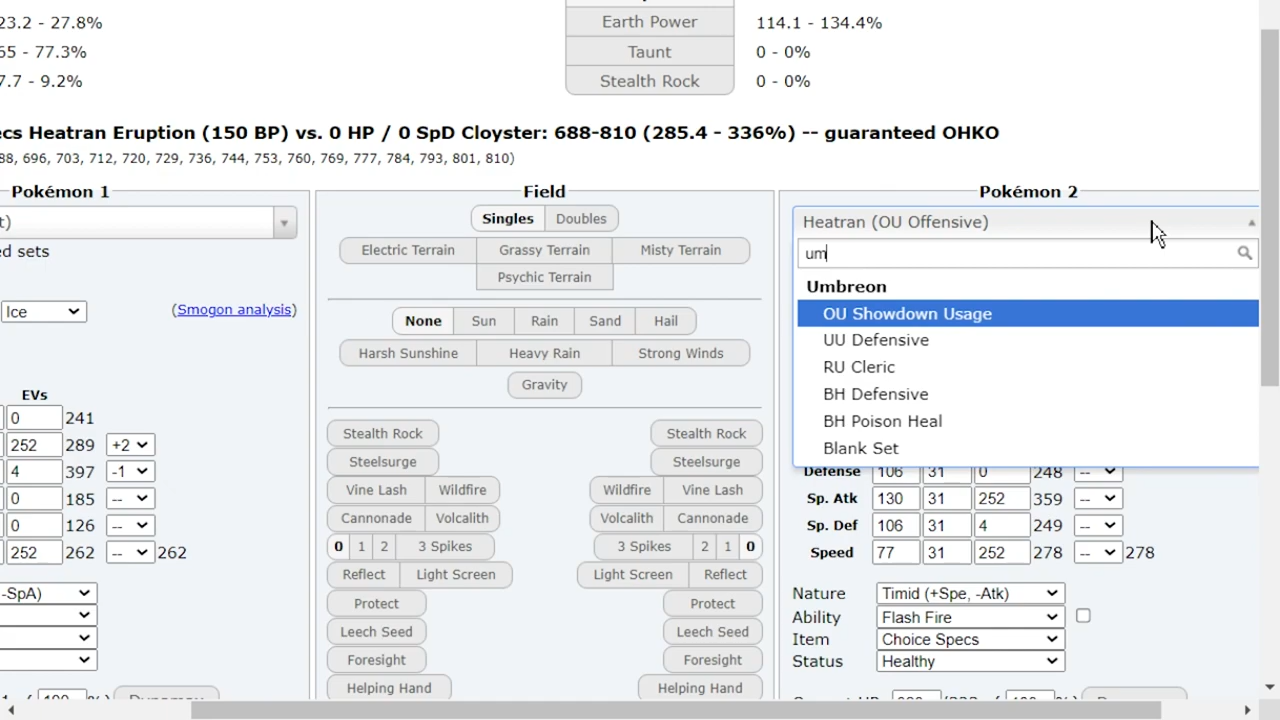 23.2 - 27.8%
Earth Power 114.1 - 134.4%
65 - 77.3% Taunt 0 - 0%
7.7 - 9.2% Stealth Rock 0 - 0%
ecs Heatran Eruption (150 BP) vs. 0 HP / 0 SpD Cloyster: 688-810 (285.4 - 336%) -- guaranteed OHKO
88, 696, 703, 712, 720, 729, 736, 744, 753, 760, 769, 777, 784, 793, 801, 810)
Pokémon 1
t)
ed sets
Ice (Smogon analysis)
EVs
0 241
252 289 +2
4 397 -1
0 185 --
0 126 --
252 262 -- 262
-SpA)
Field
Singles Doubles
Electric Terrain Grassy Terrain Misty Terrain
Psychic Terrain
None Sun Rain Sand Hail
Harsh Sunshine Heavy Rain Strong Winds
Gravity
Stealth Rock Stealth Rock
Steelsurge Steelsurge
Vine Lash Wildfire Wildfire Vine Lash
Cannonade Volcalith Volcalith Cannonade
0 1 2 3 Spikes 3 Spikes 2 1 0
Reflect Light Screen Light Screen Reflect
Protect Protect
Leech Seed Leech Seed
Foresight Foresight
Helping Hand Helping Hand
Pokémon 2
Heatran (OU Offensive)
um
Umbreon
OU Showdown Usage
UU Defensive
RU Cleric
BH Defensive
BH Poison Heal
Blank Set
Defense 106 31 0 248 --
Sp. Atk 130 31 252 359 --
Sp. Def 106 31 4 249 --
Speed 77 31 252 278 -- 278
Nature Timid (+Spe, -Atk)
Ability Flash Fire
Item Choice Specs
Status Healthy